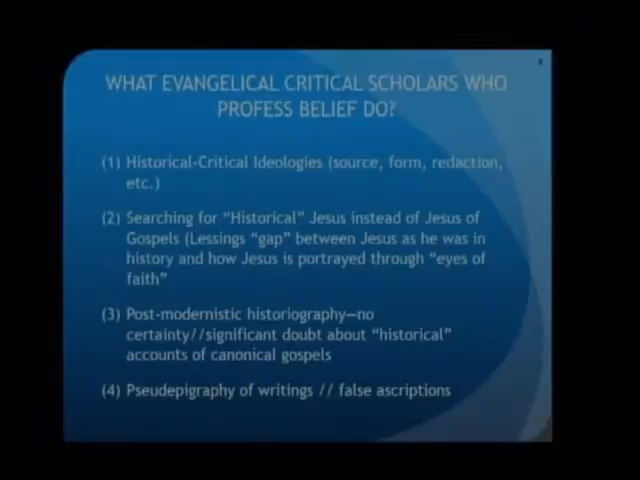 WHAT EVANGELICAL CRITICAL SCHOLARS WHO
PROFESS BELIEF DO?
(1) Historical-Critical Ideologies (source, form, redaction,
etc.)
(2) Searching for “Historical” Jesus instead of Jesus of
Gospels (Lessings “gap” between Jesus as he was in
history and how Jesus is portrayed through “eyes of
faith”
(3) Post-modernistic historiography—no
certainty//significant doubt about “historical”
accounts of canonical gospels
(4) Pseudepigraphy of writings // false ascriptions